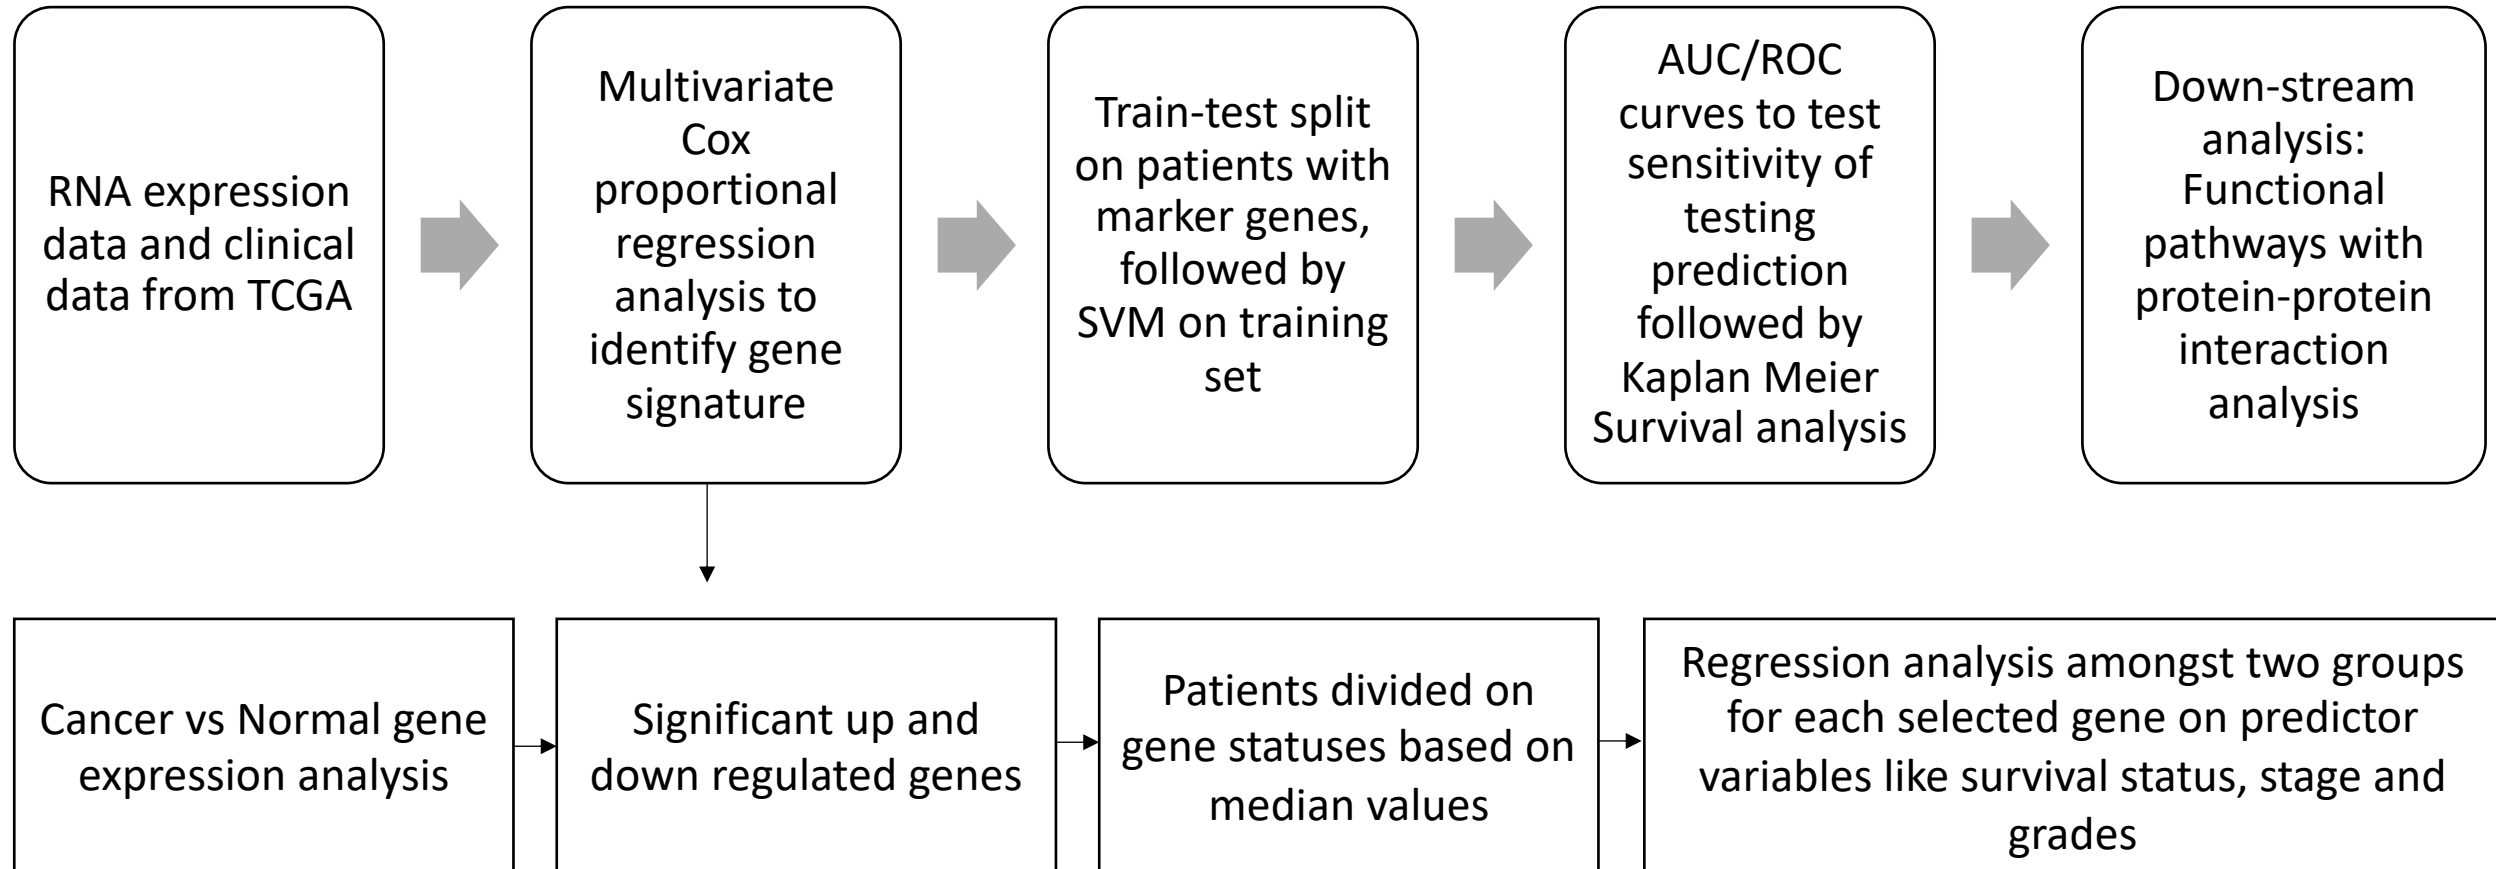 RNA expression
data and clinical
data from TCGA
Multivariate
Cox
proportional
regression
analysis to
identify gene
signature
Train-test split
on patients with
marker genes,
followed by
SVM on training
set
AUC/ROC
curves to test
sensitivity of
testing
prediction
followed by
Kaplan Meier
Survival analysis
Down-stream
analysis:
Functional
pathways with
protein-protein
interaction
analysis
Cancer vs Normal gene
expression analysis
Significant up and
down regulated genes
Patients divided on
gene statuses based on
median values
Regression analysis amongst two groups
for each selected gene on predictor
variables like survival status, stage and
grades